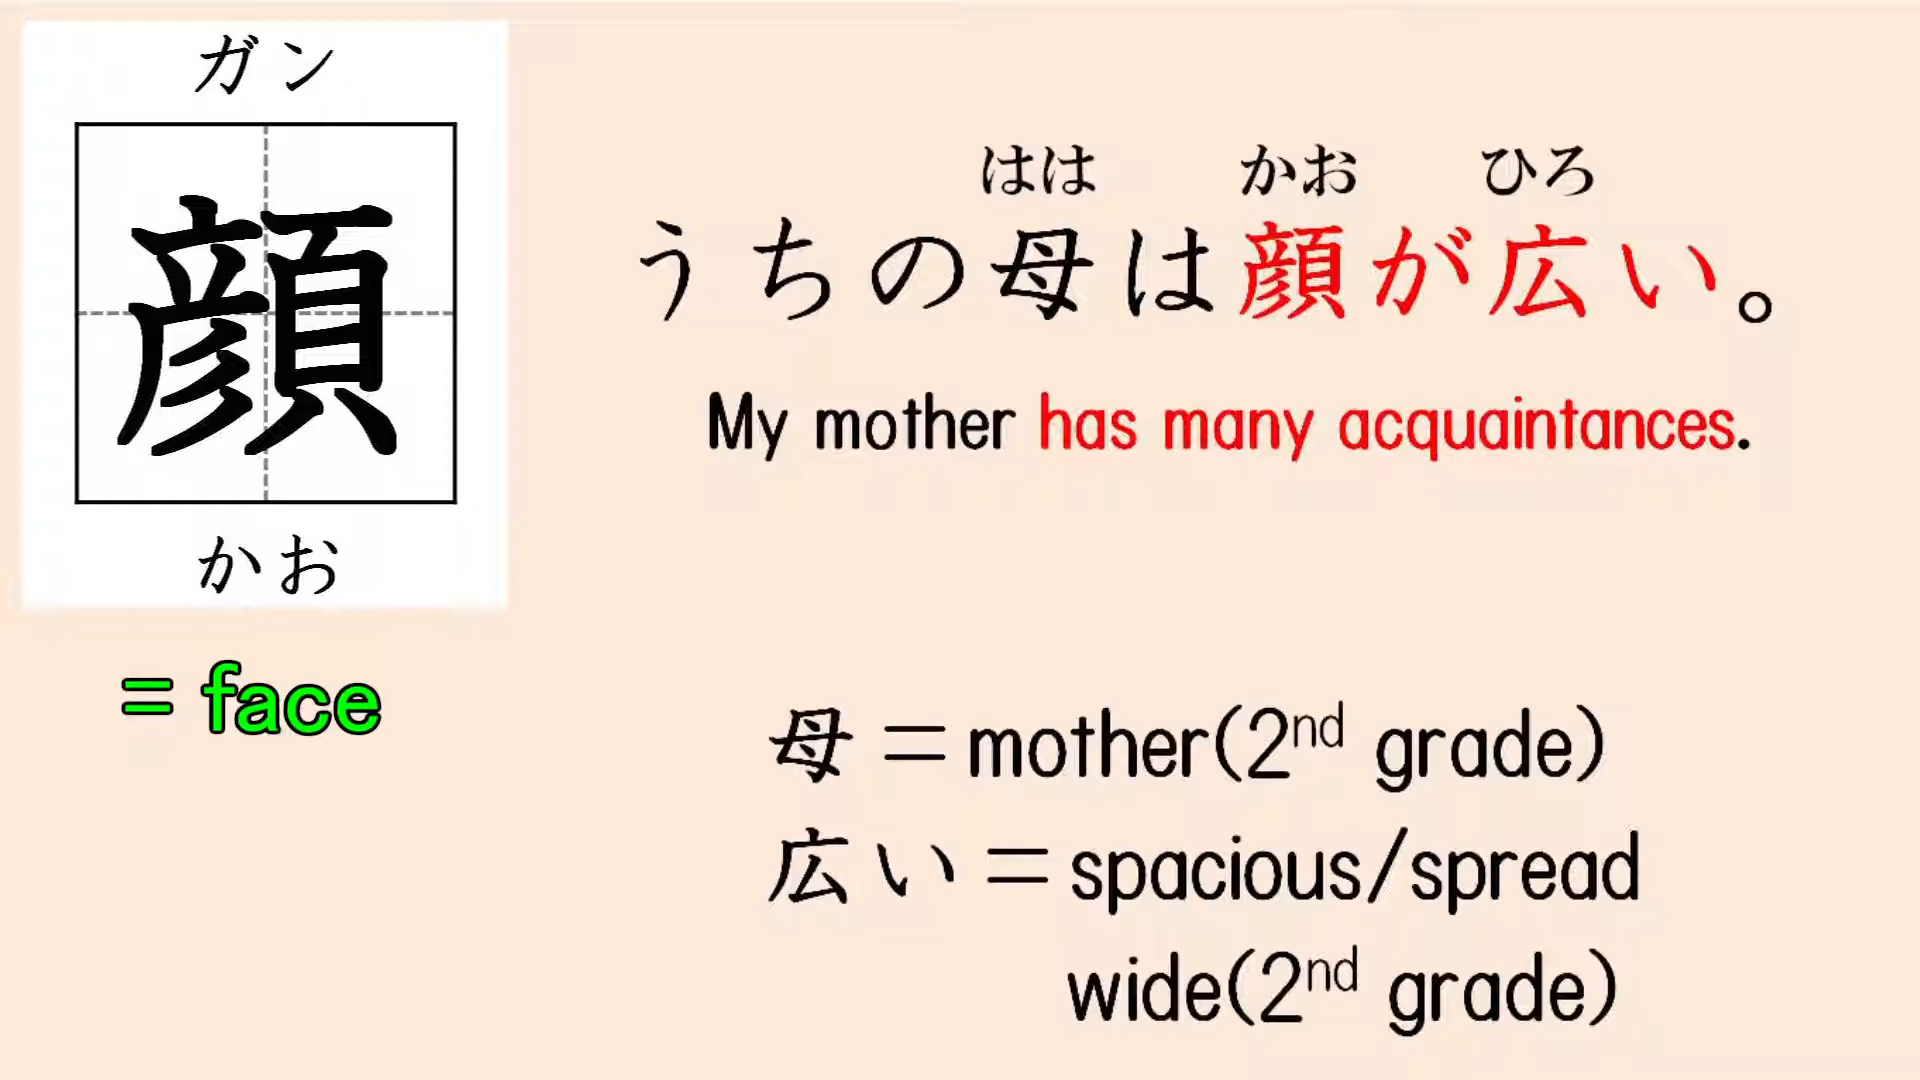 ガン
顔
かお
= face
はは かお ひろ
うちの母は顔が広い。
My mother has many acquaintances.
母＝mother(2nd grade)
広い＝spacious/spread
wide(2nd grade)